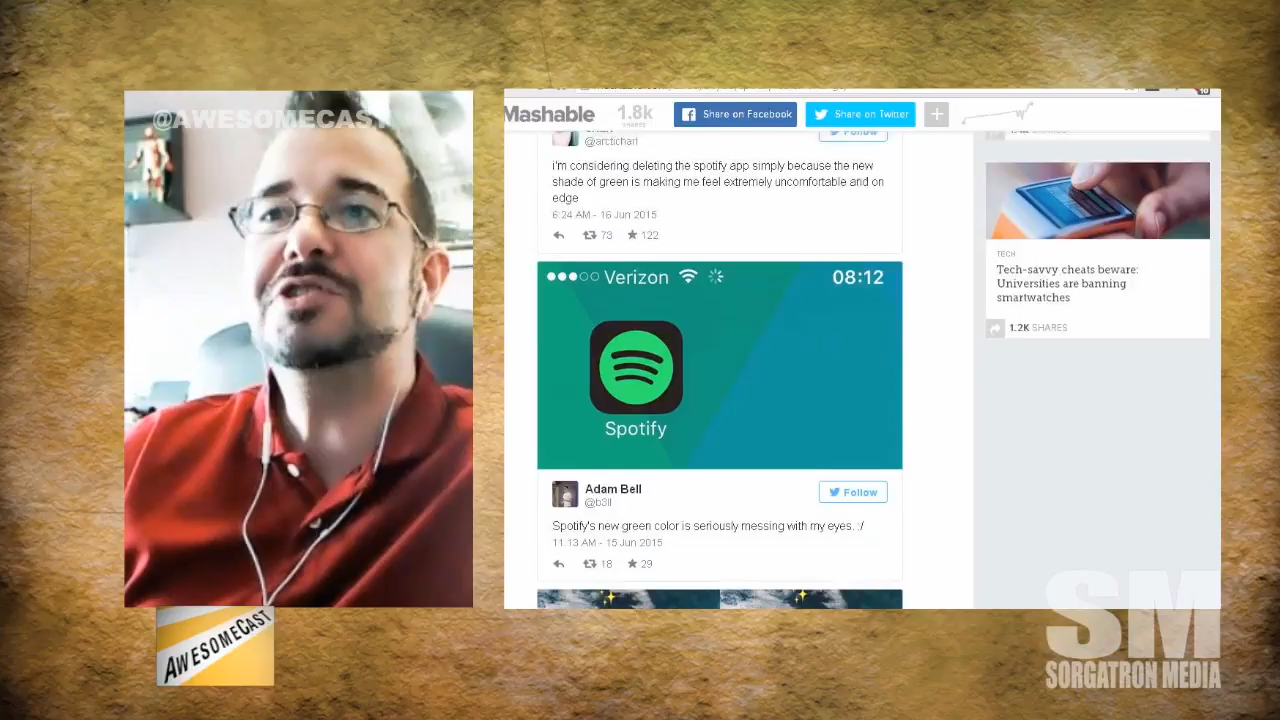 @AWESOMECAST
Mashable
1.8k
SHARES
Share on Facebook
Share on Twitter
+
10
@arcticharl
Follow
i'm considering deleting the spotify app simply because the new
shade of green is making me feel extremely uncomfortable and on
edge
6:24 AM - 16 Jun 2015
73
122
Verizon
08:12
Spotify
Adam Bell
@b3ll
Follow
Spotify's new green color is seriously messing with my eyes. :/
11:13 AM - 15 Jun 2015
18
29
SHARES
TECH
Tech-savvy cheats beware:
Universities are banning
smartwatches
1.2K SHARES
AWESOMECAST
SM
SORGATRON MEDIA